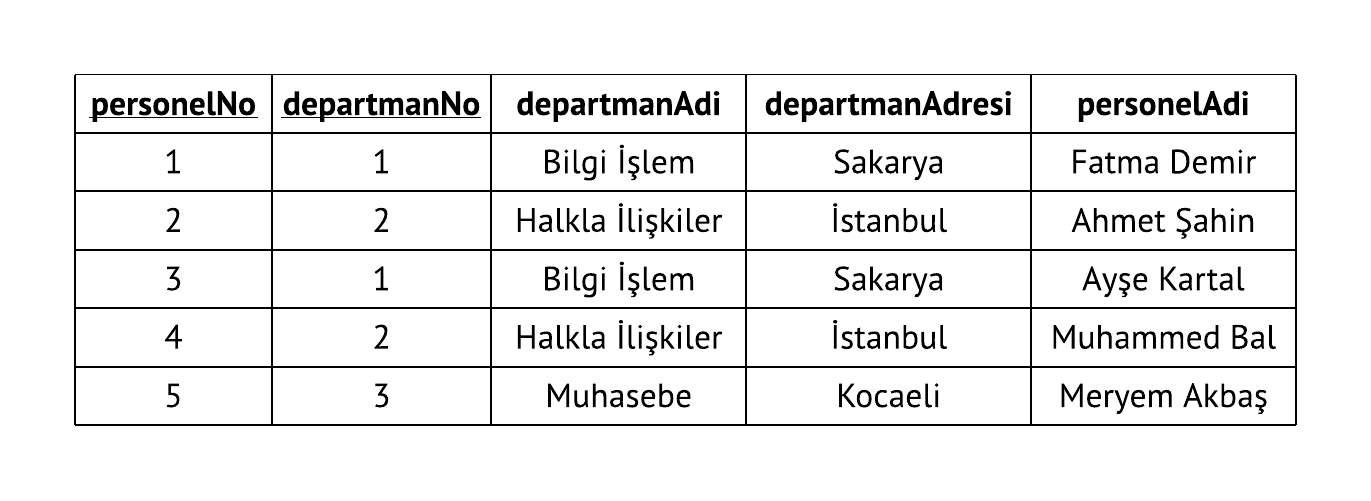 personelNo departmanNo departmanAdi departmanAdresi personelAdi
1 1 Bilgi İşlem Sakarya Fatma Demir
2 2 Halkla İlişkiler İstanbul Ahmet Şahin
3 1 Bilgi İşlem Sakarya Ayşe Kartal
4 2 Halkla İlişkiler İstanbul Muhammed Bal
5 3 Muhasebe Kocaeli Meryem Akbaş